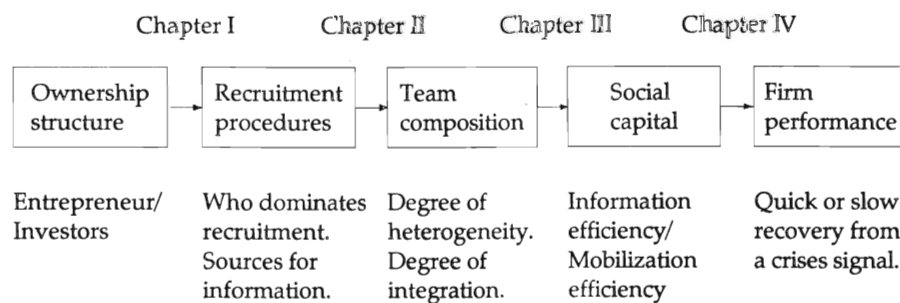 Chapter I Chapter II Chapter III Chapter IV
Ownership
structure
Recruitment
procedures
Team
composition
Social
capital
Firm
performance
Entrepreneur/
Investors
Who dominates
recruitment.
Sources for
information.
Degree of
heterogeneity.
Degree of
integration.
Information
efficiency/
Mobilization
efficiency
Quick or slow
recovery from
a crises signal.